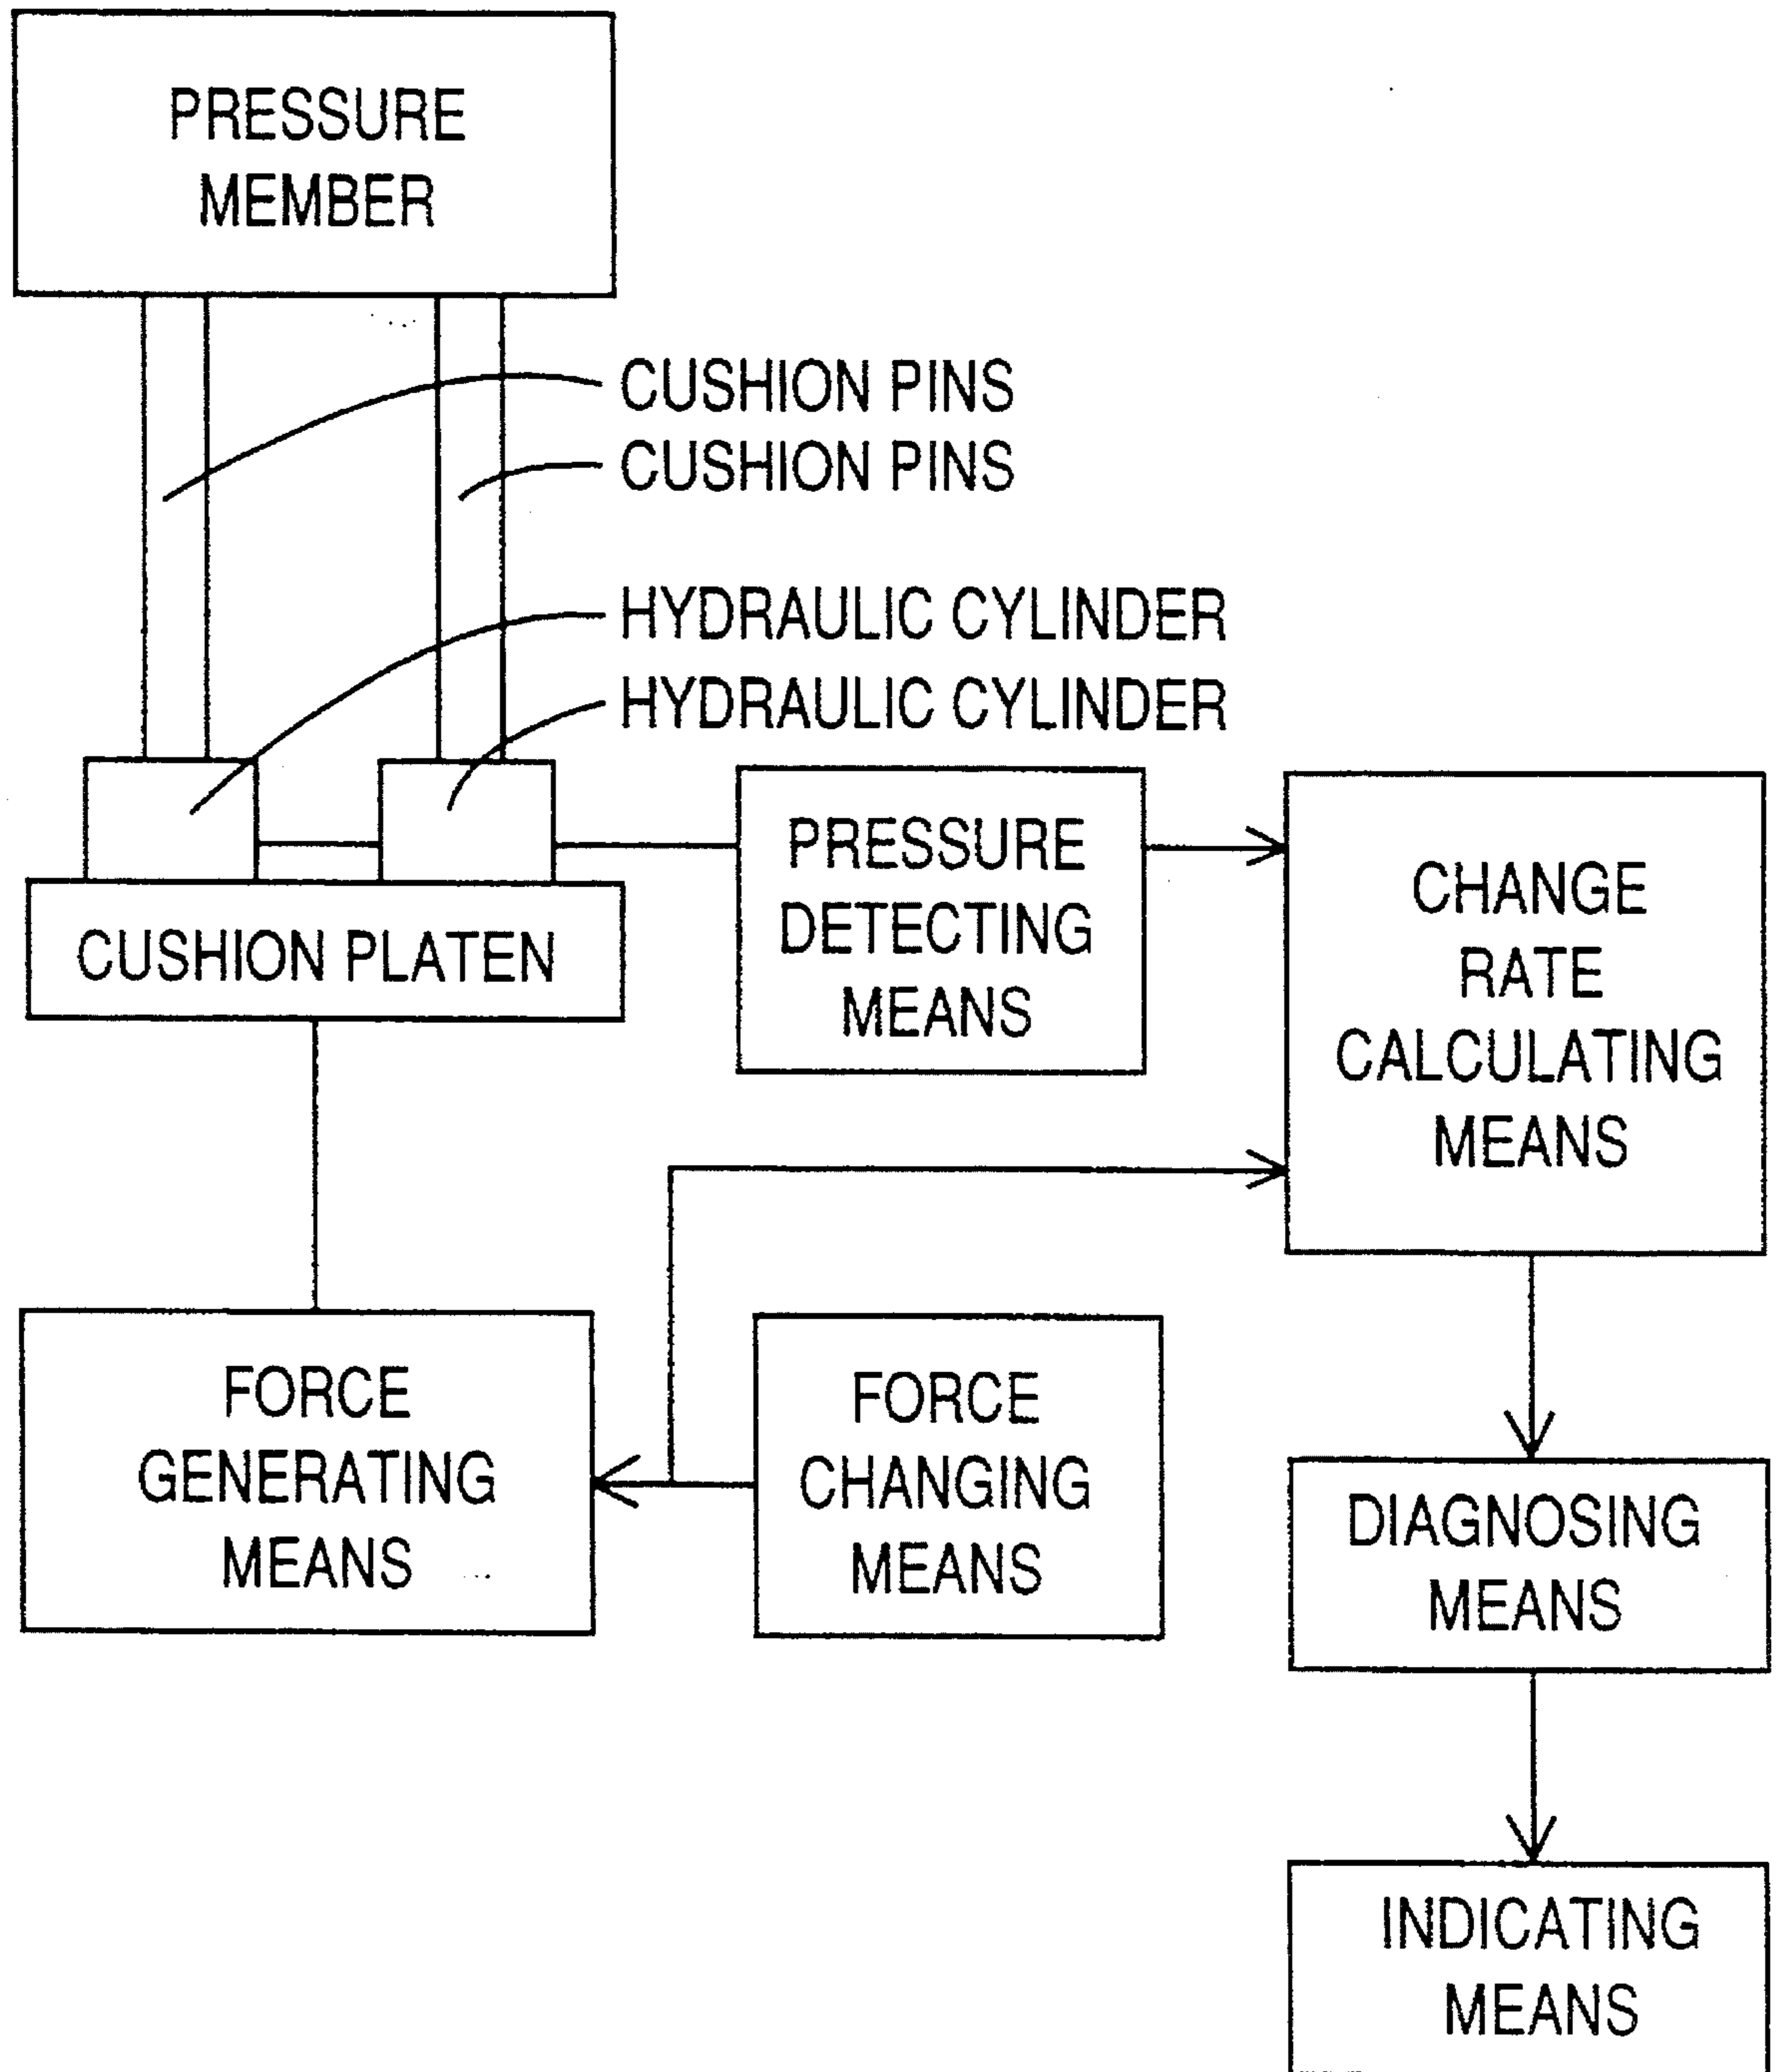 PRESSURE
MEMBER
CUSHION PINS
CUSHION PINS
HYDRAULIC CYLINDER
HYDRAULIC CYLINDER
CUSHION PLATEN
PRESSURE
DETECTING
MEANS
CHANGE
RATE
CALCULATING
MEANS
FORCE
GENERATING
MEANS
FORCE
CHANGING
MEANS
DIAGNOSING
MEANS
INDICATING
MEANS